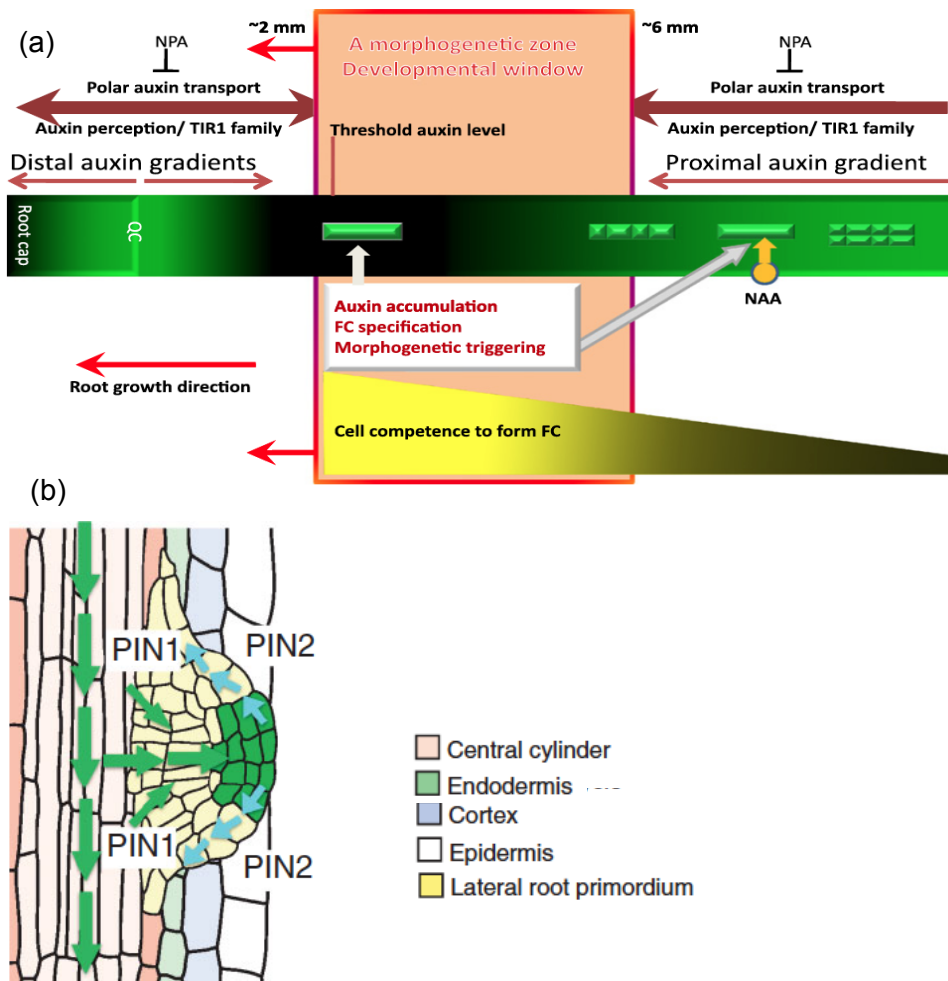 (a)
~2 mm
~6 mm
A morphogenetic zone
Developmental window
NPA
Polar auxin transport
Auxin perception/ TIR1 family
Distal auxin gradients
NPA
Polar auxin transport
Auxin perception/ TIR1 family
Proximal auxin gradient
Threshold auxin level
Root cap
QC
NAA
Auxin accumulation
FC specification
Morphogenetic triggering
Root growth direction
Cell competence to form FC
(b)
PIN1
PIN2
PIN1
PIN2
Central cylinder
Endodermis
Cortex
Epidermis
Lateral root primordium